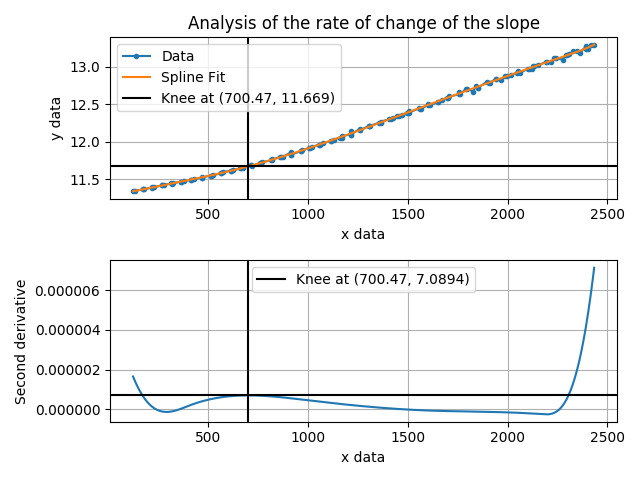 Analysis of the rate of change of the slope
Data
Spline Fit
Knee at (700.47, 11.669)
y data
13.0
12.5
12.0
11.5
500 1000 1500 2000 2500
x data
Knee at (700.47, 7.0894)
Second derivative
0.000006
0.000004
0.000002
0.000000
500 1000 1500 2000 2500
x data